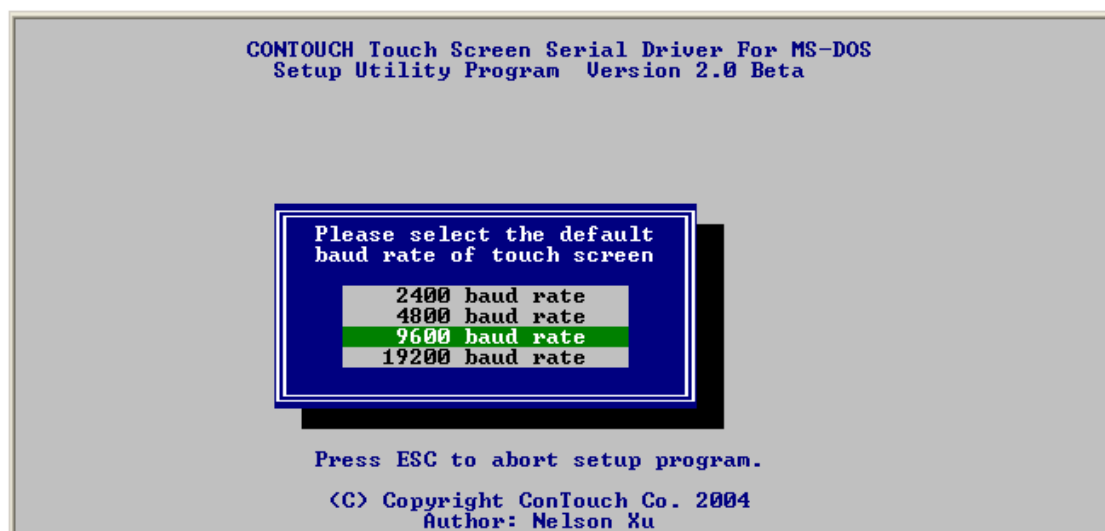 CONTOUCH Touch Screen Serial Driver For MS-DOS
Setup Utility Program Version 2.0 Beta
Please select the default
baud rate of touch screen
2400 baud rate
4800 baud rate
9600 baud rate
19200 baud rate
Press ESC to abort setup program.
(C) Copyright ConTouch Co. 2004
Author: Nelson Xu